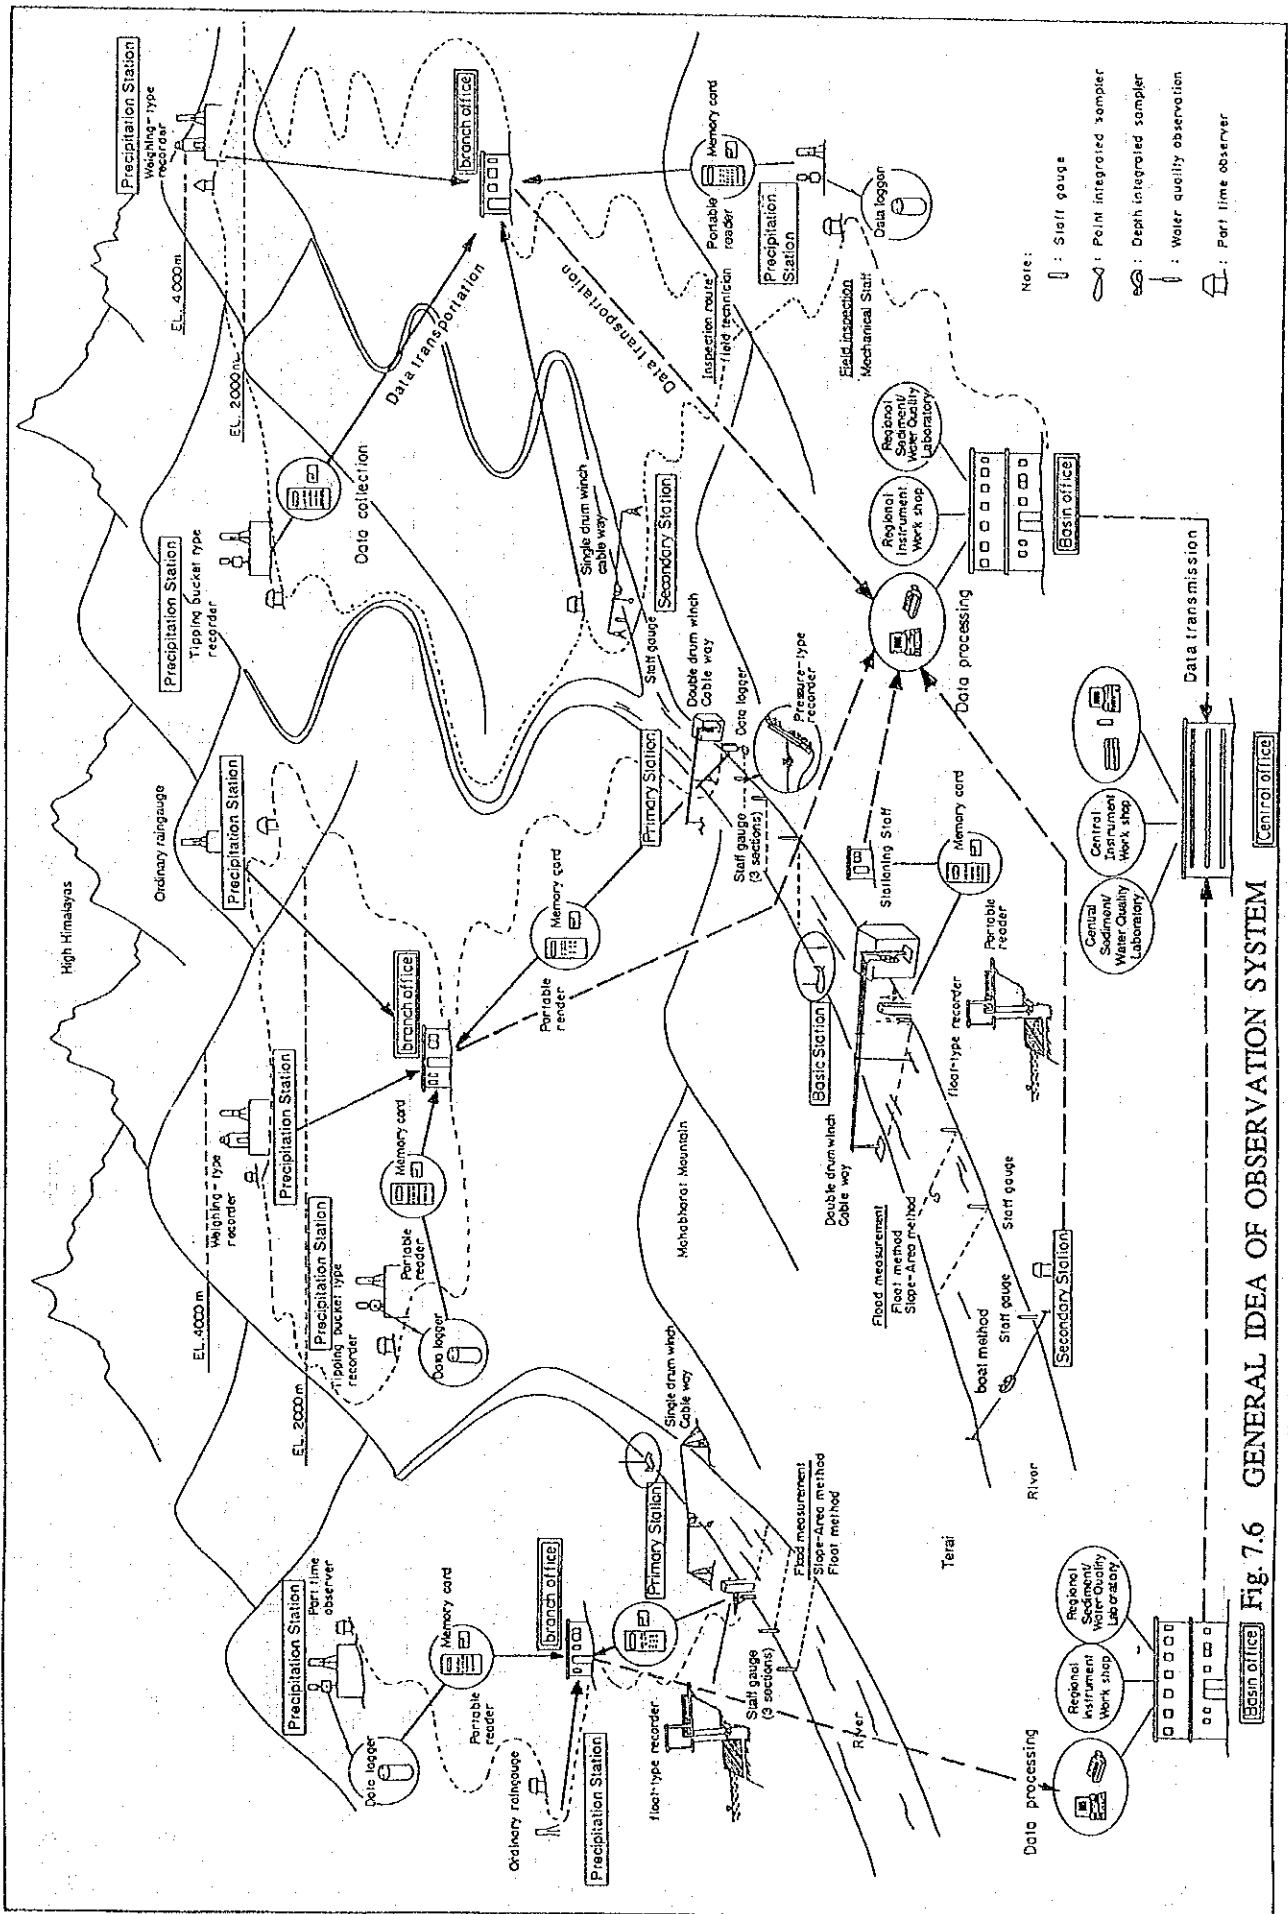 High Himalayas
Precipitation Station
Weighing-type
recorder
EL. 4000m
EL. 2000m
Precipitation Station
Tipping bucket type
recorder
Data collection
Data transportation
branch office
Ordinary raingauge
Precipitation Station
EL.4000m
Weighing-type
recorder
Precipitation Station
EL. 2000m
Precipitation Station
Tipping bucket type
recorder
Portable
reader
Data logger
Memory card
branch office
Precipitation Station
Part time
observer
Data logger
Memory card
Portable
reader
branch office
Ordinary raingauge
Precipitation Station
float-type recorder
Staff gauge
(3 sections)
Primary Station
Single drum winch
Cable way
Flood measurement
Slope-Area method
Float method
River
Mahabharat Mountain
Portable
render
Memory card
Primary Station
Staff gauge
Single drum winch
cable way
Secondary Station
Double drum winch
Cable way
Data logger
Pressure-type
recorder
Staff gauge
(3 sections)
Inspection route
field technician
Data transportation
Portable
reader
Memory card
Precipitation
Station
Data loggar
Field inspection
Mechanical Staff
Basic Station
Stationing Staff
Memory card
Portable
reader
float-type recorder
Double drum winch
Cable way
Flood measurement
Float method
Slope-Area method
Staff gauge
boat method
Staff gauge
Secondary Station
River
Terai
Data processing
Regional
Instrument
Work shop
Regional
Sediment/
Water Quality
Laboratory
Basin office
Data transmission
Central
Sediment/
Water Quality
Laboratory
Central
Instrument
Work shop
Central office
Data processing
Regional
Instrument
Work shop
Regional
Sediment/
Water Quality
Laboratory
Basin office
Note:
: Staff gauge
: Point integrated sampler
: Depth integrated sampler
: Water quality observation
: Part time observer
Fig. 7.6 GENERAL IDEA OF OBSERVATION SYSTEM